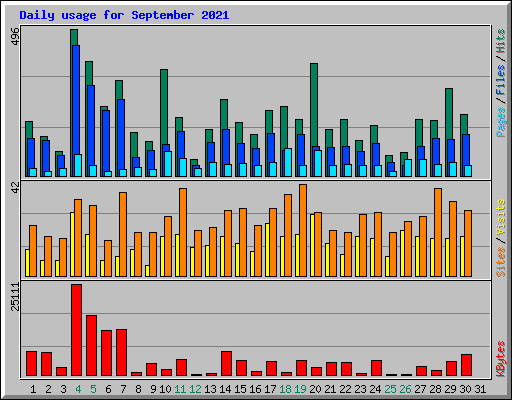 Daily usage for September 2021
496
Pages / Files / Hits
42
Sites / Visits
25111
KBytes
1 2 3 4 5 6 7 8 9 10 11 12 13 14 15 16 17 18 19 20 21 22 23 24 25 26 27 28 29 30 31